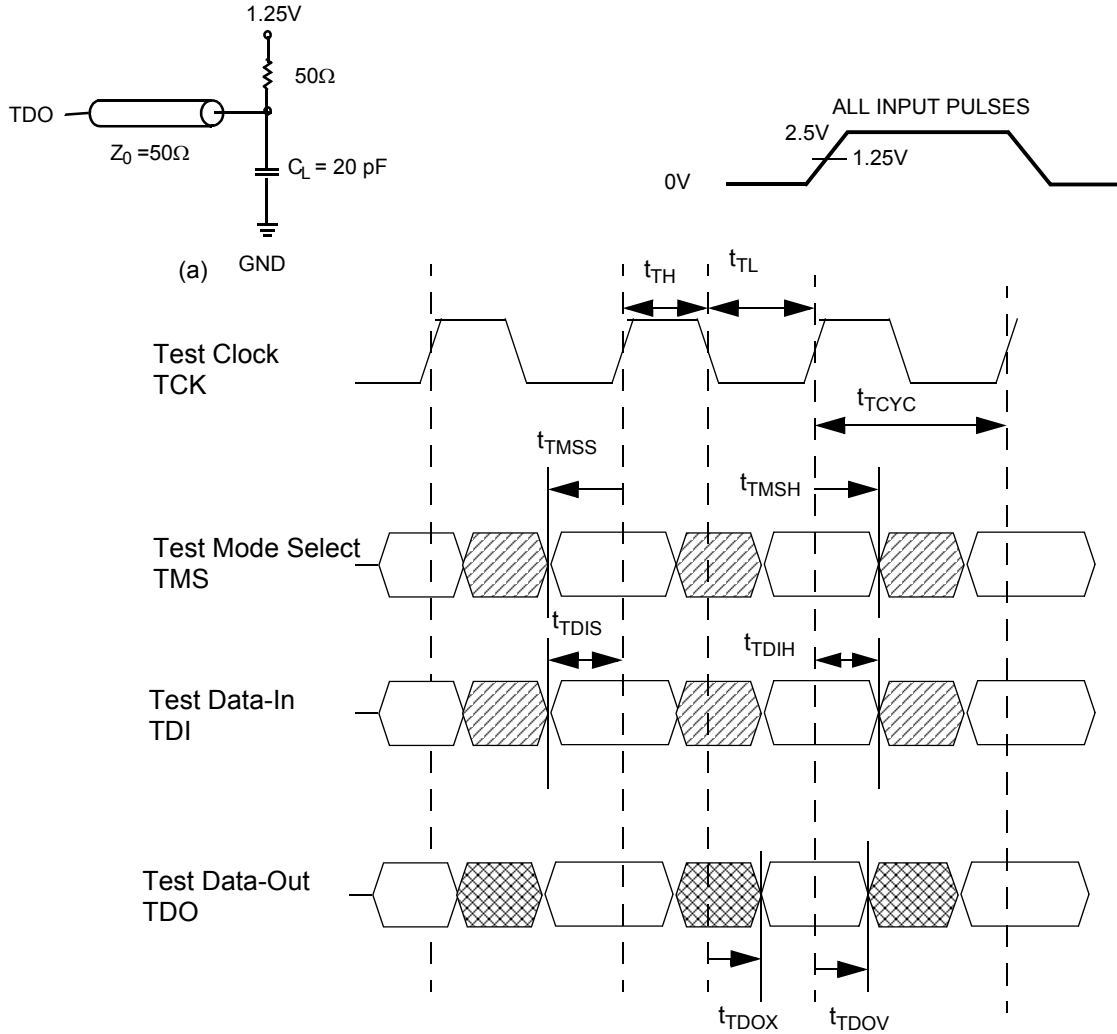 1.25V
50Ω
TDO
Z0 =50Ω
CL = 20 pF
(a)
GND
ALL INPUT PULSES
2.5V
1.25V
0V
tTH
tTL
Test Clock
TCK
tTCYC
tTMSS
tTMSH
Test Mode Select
TMS
tTDIS
tTDIH
Test Data-In
TDI
Test Data-Out
TDO
tTDOX
tTDOV